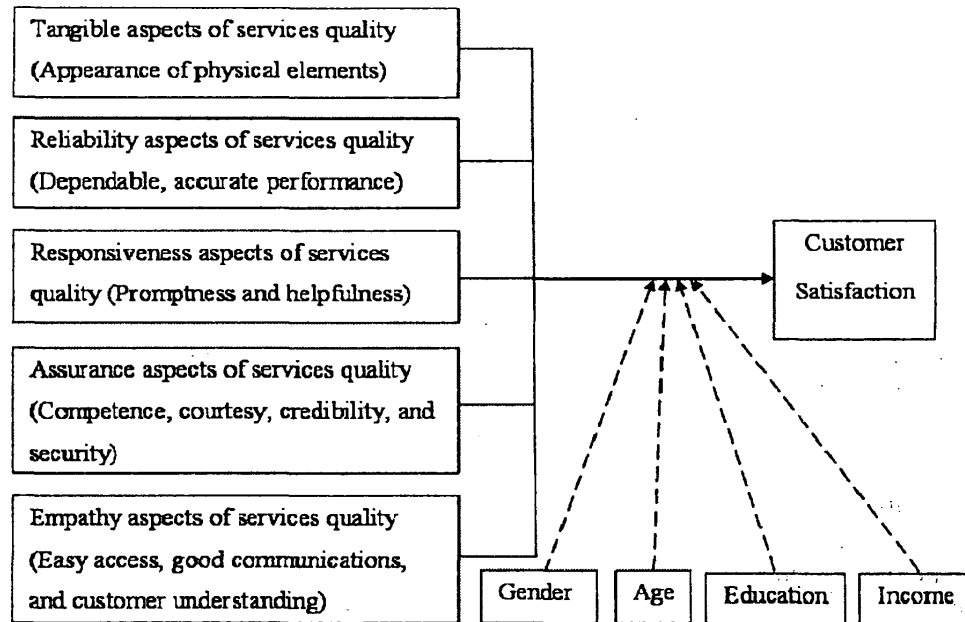 Tangible aspects of services quality
(Appearance of physical elements)
Reliability aspects of services quality
(Dependable, accurate performance)
Responsiveness aspects of services
quality (Promptness and helpfulness)
Assurance aspects of services quality
(Competence, courtesy, credibility, and
security)
Empathy aspects of services quality
(Easy access, good communications,
and customer understanding)
Customer
Satisfaction
Gender
Age
Education
Income